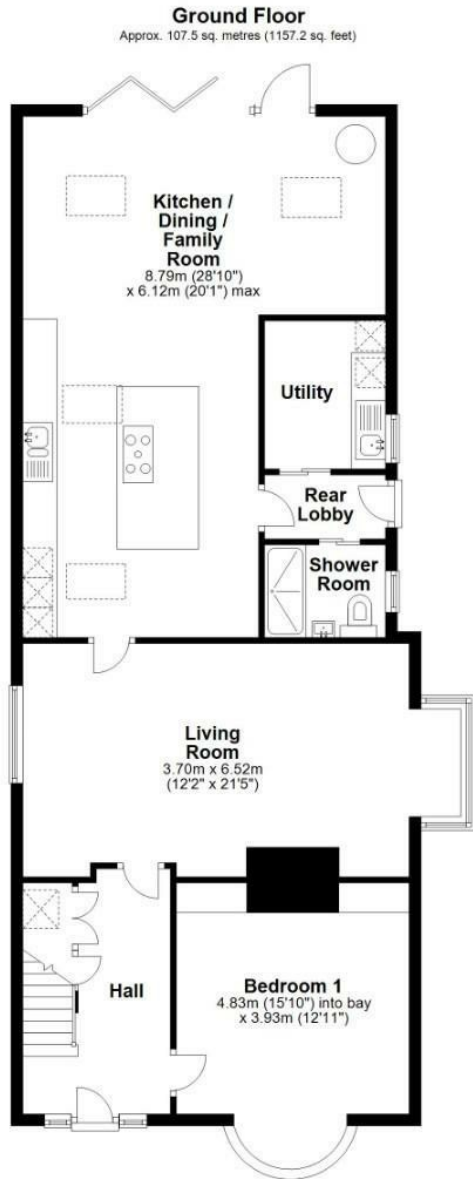 Ground Floor
Approx. 107.5 sq. metres (1157.2 sq. feet)
Kitchen /
Dining /
Family
Room
8.79m (28'10")
x 6.12m (20'1") max
Utility
Rear
Lobby
Shower
Room
Living
Room
3.70m x 6.52m
(12'2" x 21'5")
Hall
Bedroom 1
4.83m (15'10") into bay
x 3.93m (12'11")